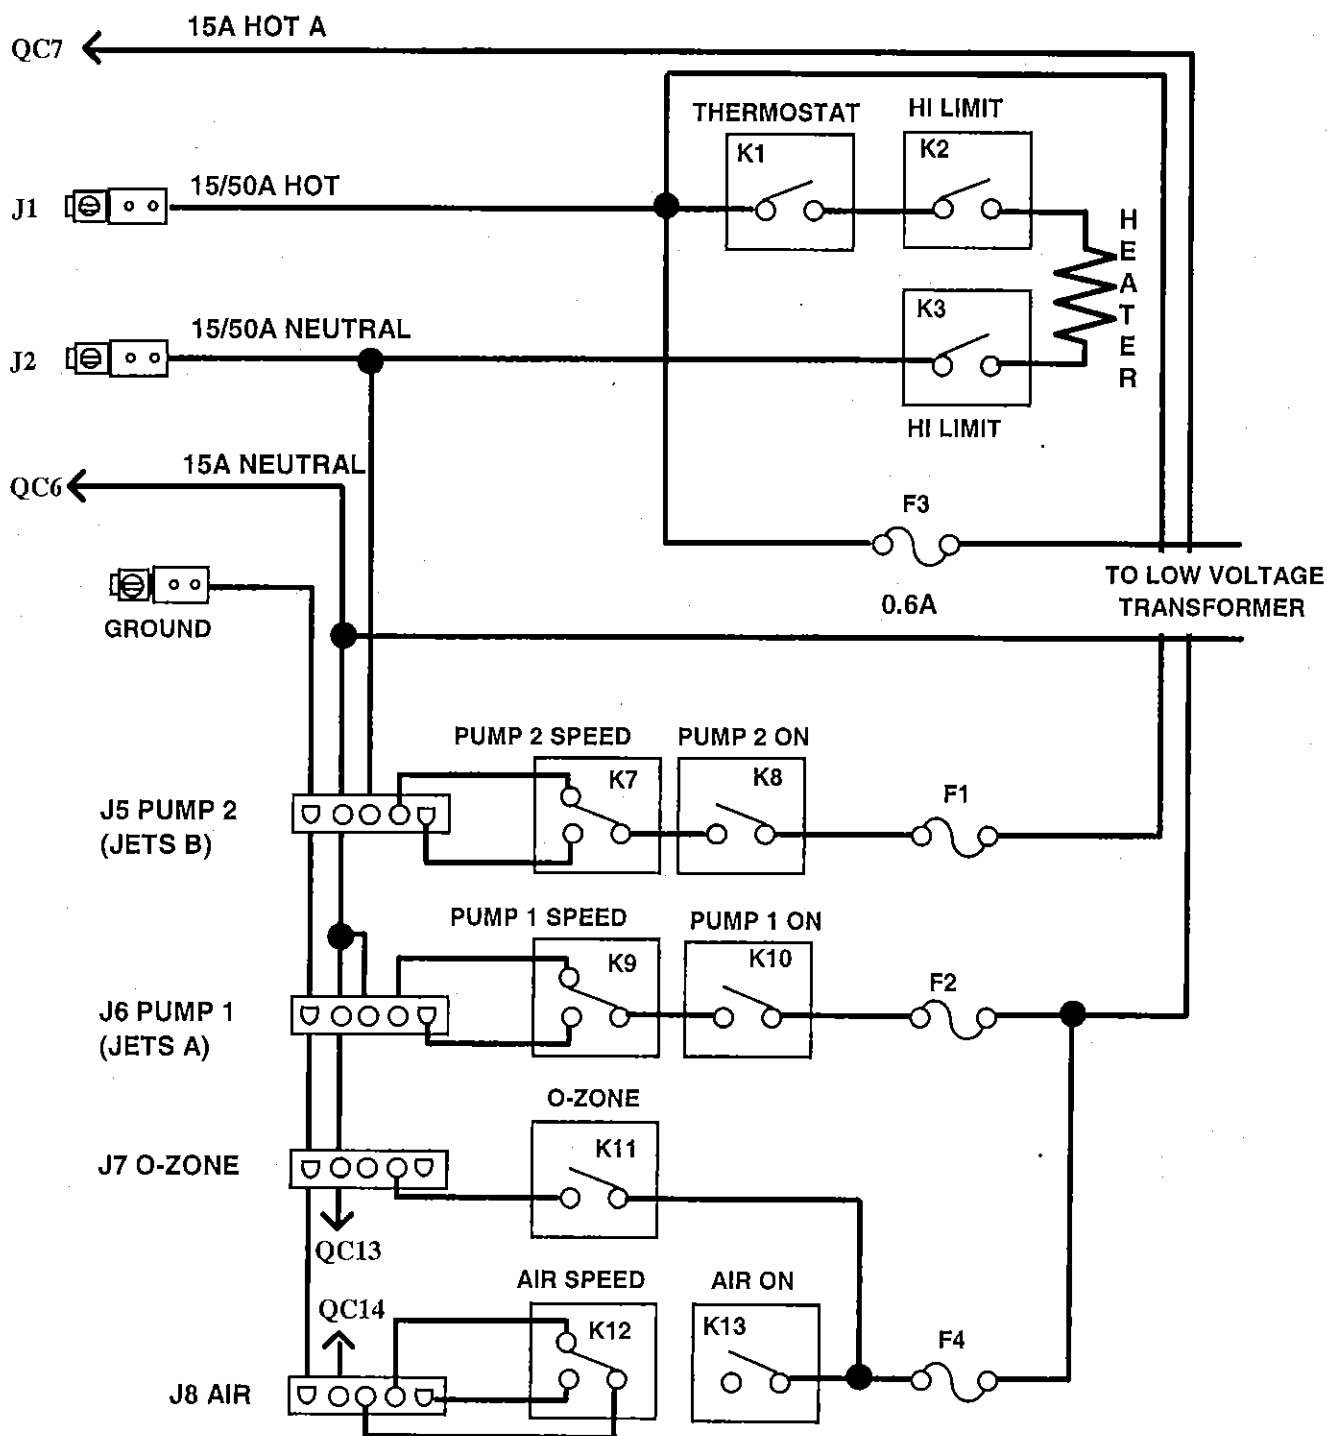 15A HOT A
QC7
THERMOSTAT
HI LIMIT
K1
K2
15/50A HOT
J1
HEATER
K3
15/50A NEUTRAL
J2
HI LIMIT
15A NEUTRAL
QC6
F3
TO LOW VOLTAGE
TRANSFORMER
0.6A
GROUND
PUMP 2 SPEED
PUMP 2 ON
K7
K8
F1
J5 PUMP 2
(JETS B)
PUMP 1 SPEED
PUMP 1 ON
K9
K10
F2
J6 PUMP 1
(JETS A)
O-ZONE
K11
J7 O-ZONE
QC13
AIR SPEED
AIR ON
QC14
K12
K13
F4
J8 AIR